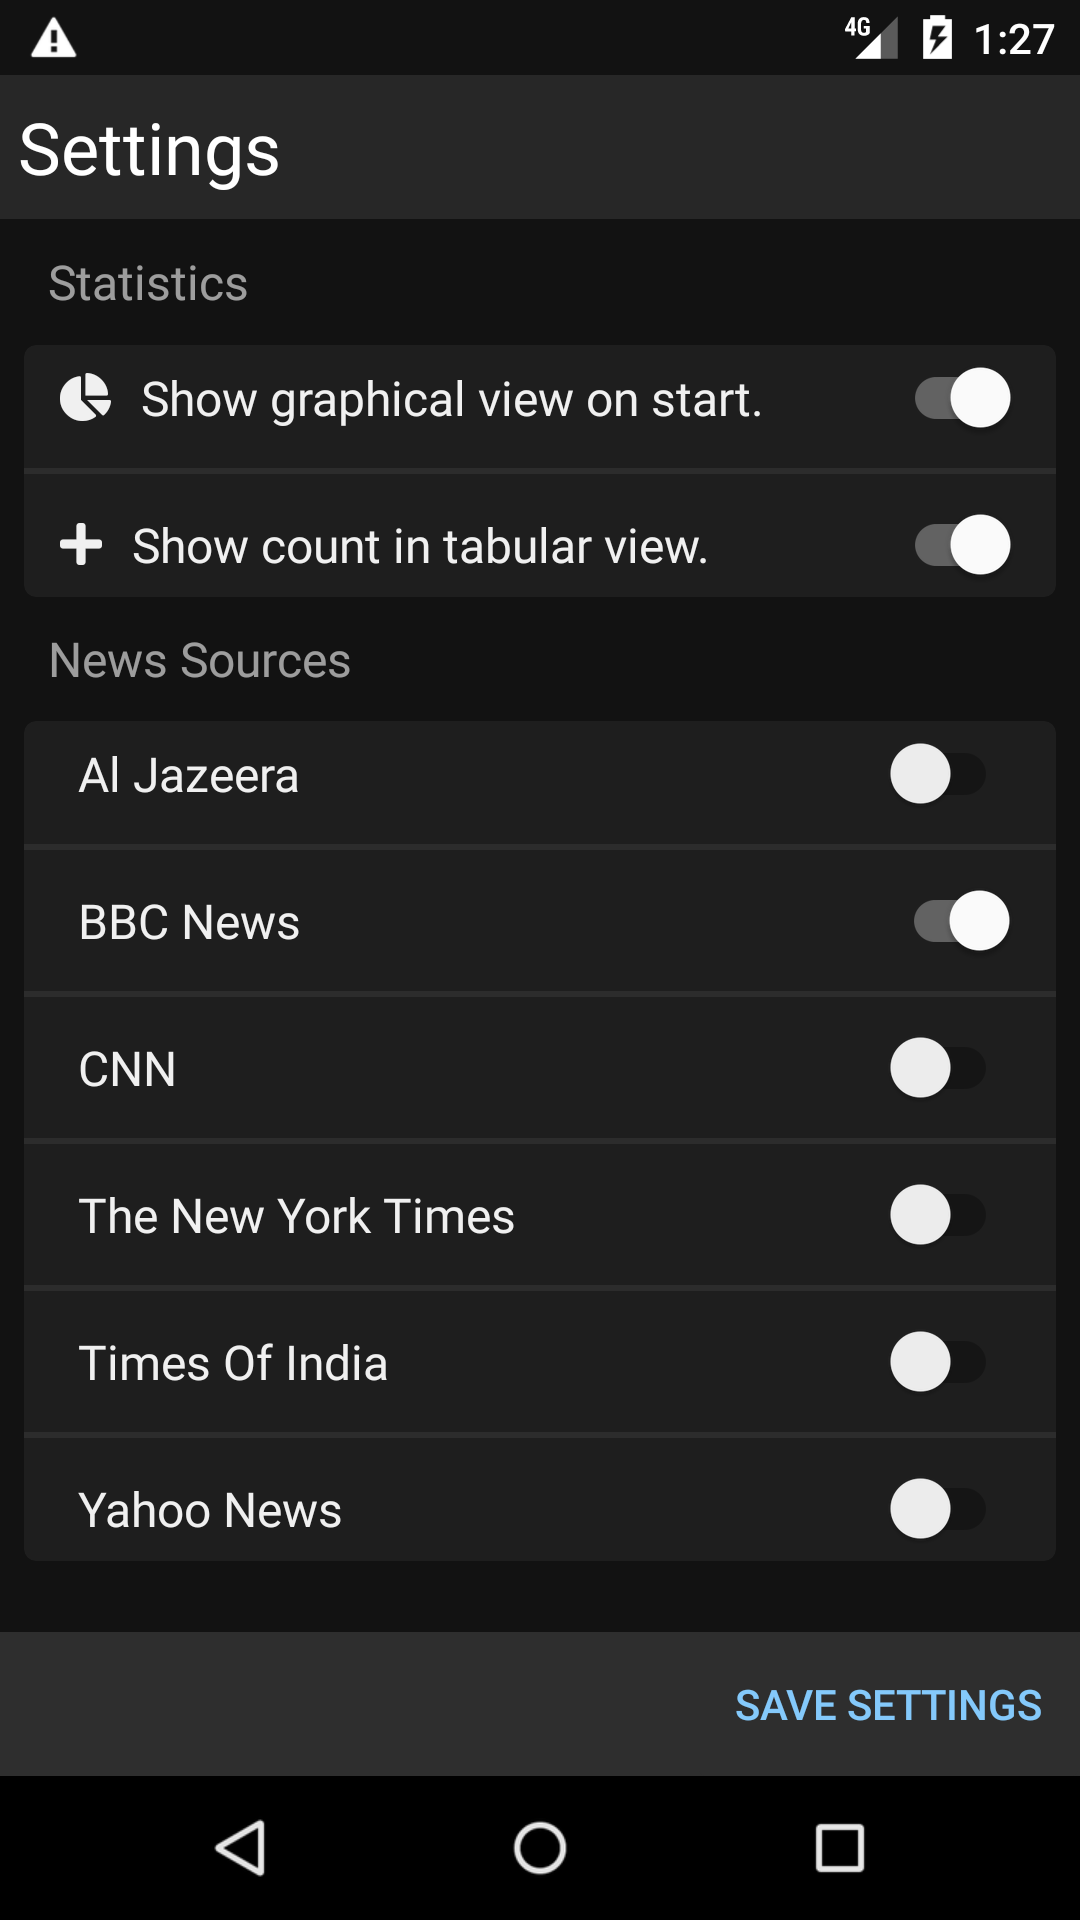 4G 1:27
Settings
Statistics
Show graphical view on start.
Show count in tabular view.
News Sources
Al Jazeera
BBC News
CNN
The New York Times
Times Of India
Yahoo News
SAVE SETTINGS